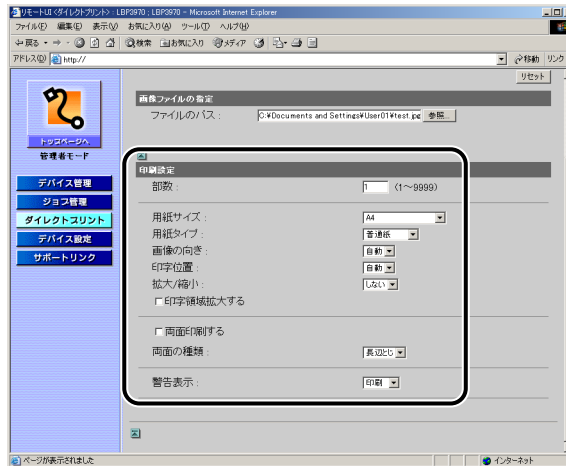 リモートUI <ダイレクトプリント> : LBP3970 ; LBP3970 - Microsoft Internet Explorer
ファイル(F) 編集(E) 表示(V) お気に入り(A) ツール(T) ヘルプ(H)
戻る 検索 お気に入り メディア
アドレス(D) http:// 移動 リンク
リセット
画像ファイルの指定
ファイルのパス : C:¥Documents and Settings¥User01¥test.jpg 参照...
トップページへ
管理者モード
印刷設定
部数 : 1 (1～9999)
デバイス管理
ジョブ管理
ダイレクトプリント
デバイス設定
サポートリンク
用紙サイズ : A4
用紙タイプ : 普通紙
画像の向き : 自動
印字位置 : 自動
拡大/縮小 : しない
印字領域拡大する
両面印刷する
両面の種類 : 長辺とじ
警告表示 : 印刷
ページが表示されました インターネット